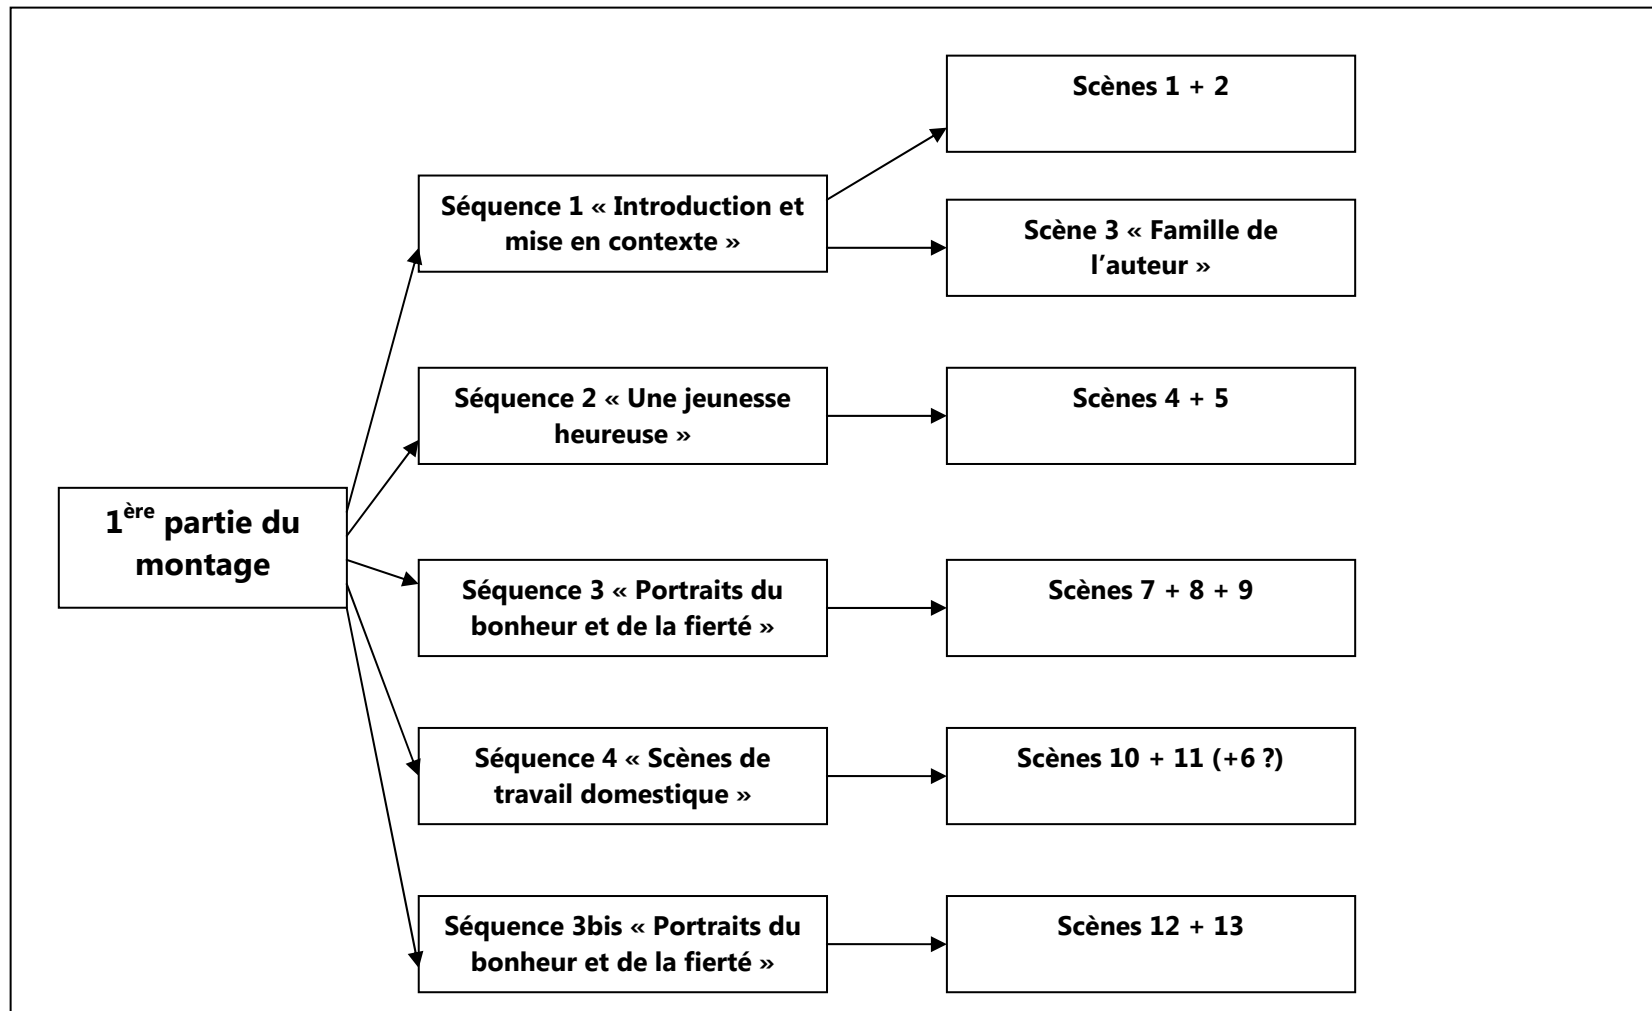 Scènes 1 + 2
Séquence 1 « Introduction et
mise en contexte »
Scène 3 « Famille de
l’auteur »
Séquence 2 « Une jeunesse
heureuse »
Scènes 4 + 5
1ère partie du
montage
Séquence 3 « Portraits du
bonheur et de la fierté »
Scènes 7 + 8 + 9
Séquence 4 « Scènes de
travail domestique »
Scènes 10 + 11 (+6 ?)
Séquence 3bis « Portraits du
bonheur et de la fierté »
Scènes 12 + 13